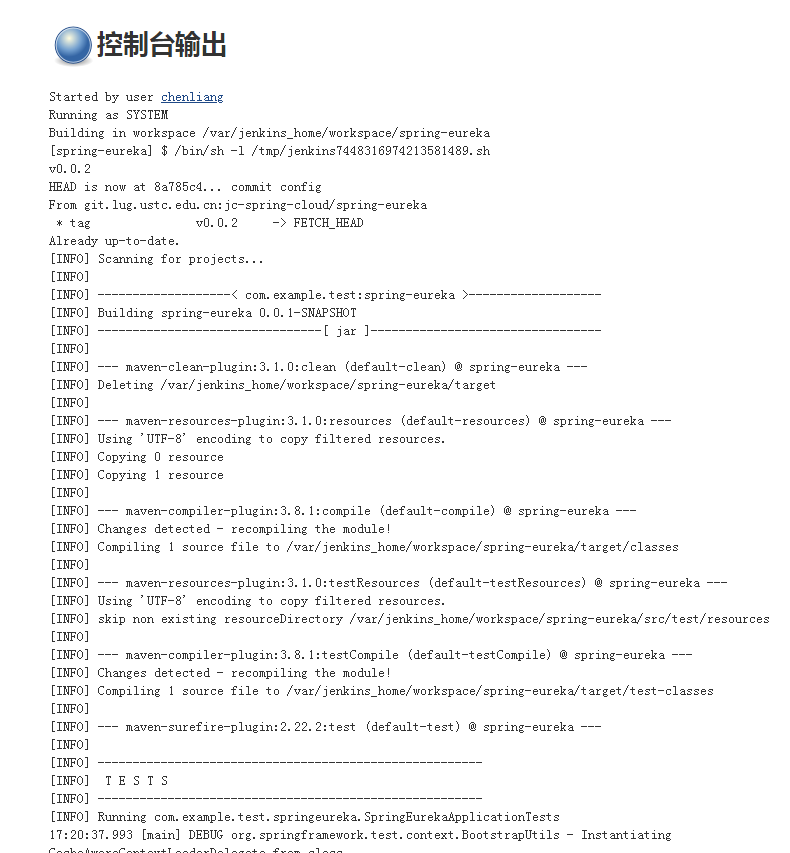 控制台输出
Started by user chenliang
Running as SYSTEM
Building in workspace /var/jenkins_home/workspace/spring-eureka
[spring-eureka] $ /bin/sh -l /tmp/jenkins7448316974213581489.sh
v0.0.2
HEAD is now at 8a785c4... commit config
From git.lug.ustc.edu.cn:jc-spring-cloud/spring-eureka
 * tag               v0.0.2     -> FETCH_HEAD
Already up-to-date.
[INFO] Scanning for projects...
[INFO]
[INFO] -------------------< com.example.test:spring-eureka >-------------------
[INFO] Building spring-eureka 0.0.1-SNAPSHOT
[INFO] --------------------------------[ jar ]---------------------------------
[INFO]
[INFO] --- maven-clean-plugin:3.1.0:clean (default-clean) @ spring-eureka ---
[INFO] Deleting /var/jenkins_home/workspace/spring-eureka/target
[INFO]
[INFO] --- maven-resources-plugin:3.1.0:resources (default-resources) @ spring-eureka ---
[INFO] Using 'UTF-8' encoding to copy filtered resources.
[INFO] Copying 0 resource
[INFO] Copying 1 resource
[INFO]
[INFO] --- maven-compiler-plugin:3.8.1:compile (default-compile) @ spring-eureka ---
[INFO] Changes detected - recompiling the module!
[INFO] Compiling 1 source file to /var/jenkins_home/workspace/spring-eureka/target/classes
[INFO]
[INFO] --- maven-resources-plugin:3.1.0:testResources (default-testResources) @ spring-eureka ---
[INFO] Using 'UTF-8' encoding to copy filtered resources.
[INFO] skip non existing resourceDirectory /var/jenkins_home/workspace/spring-eureka/src/test/resources
[INFO]
[INFO] --- maven-compiler-plugin:3.8.1:testCompile (default-testCompile) @ spring-eureka ---
[INFO] Changes detected - recompiling the module!
[INFO] Compiling 1 source file to /var/jenkins_home/workspace/spring-eureka/target/test-classes
[INFO]
[INFO] --- maven-surefire-plugin:2.22.2:test (default-test) @ spring-eureka ---
[INFO]
[INFO] -------------------------------------------------------
[INFO]  T E S T S
[INFO] -------------------------------------------------------
[INFO] Running com.example.test.springeureka.SpringEurekaApplicationTests
17:20:37.993 [main] DEBUG org.springframework.test.context.BootstrapUtils - Instantiating
CacheAwareContextLoaderDelegate from class